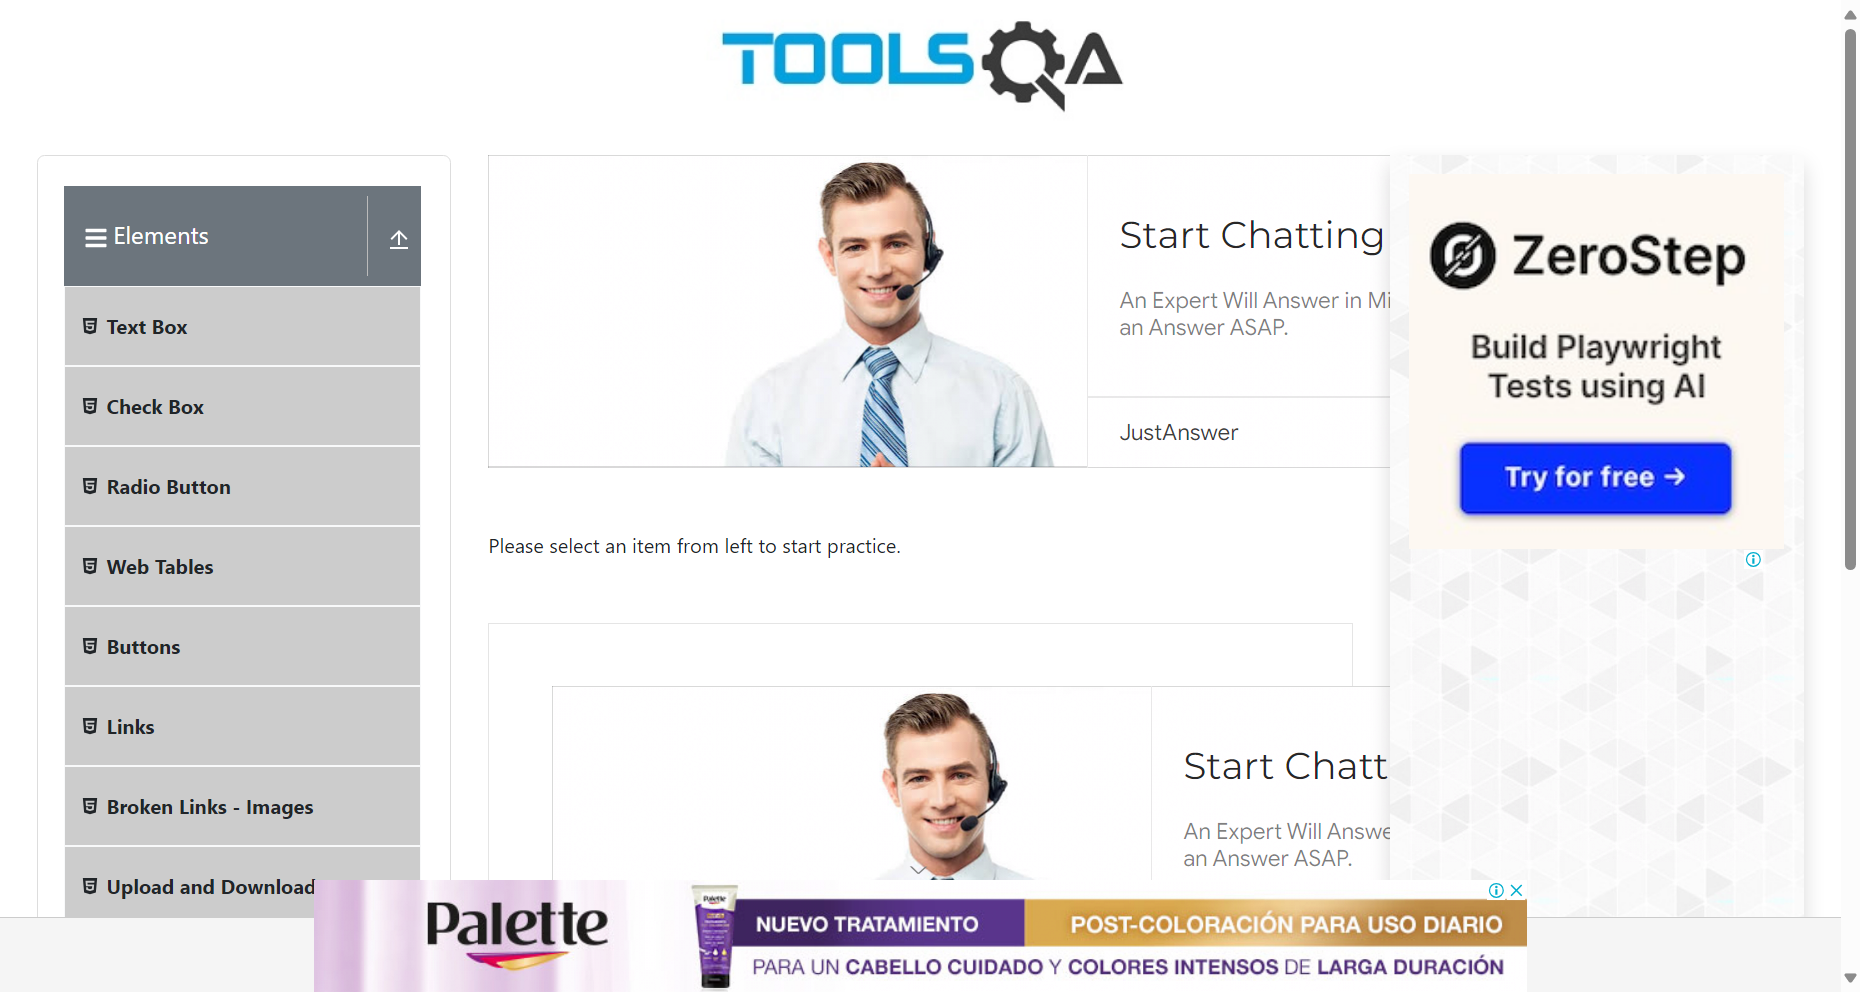 TOOLSQA
Elements
Text Box
Check Box
Radio Button
Web Tables
Buttons
Links
Broken Links - Images
Upload and Download
Start Chatting
An Expert Will Answer in Mi
an Answer ASAP.
JustAnswer
Please select an item from left to start practice.
Start Chatt
An Expert Will Answe
an Answer ASAP.
ZeroStep
Build Playwright
Tests using AI
Try for free →
Palette
Palette
NUEVO TRATAMIENTO
POST-COLORACIÓN PARA USO DIARIO
PARA UN CABELLO CUIDADO Y COLORES INTENSOS DE LARGA DURACIÓN